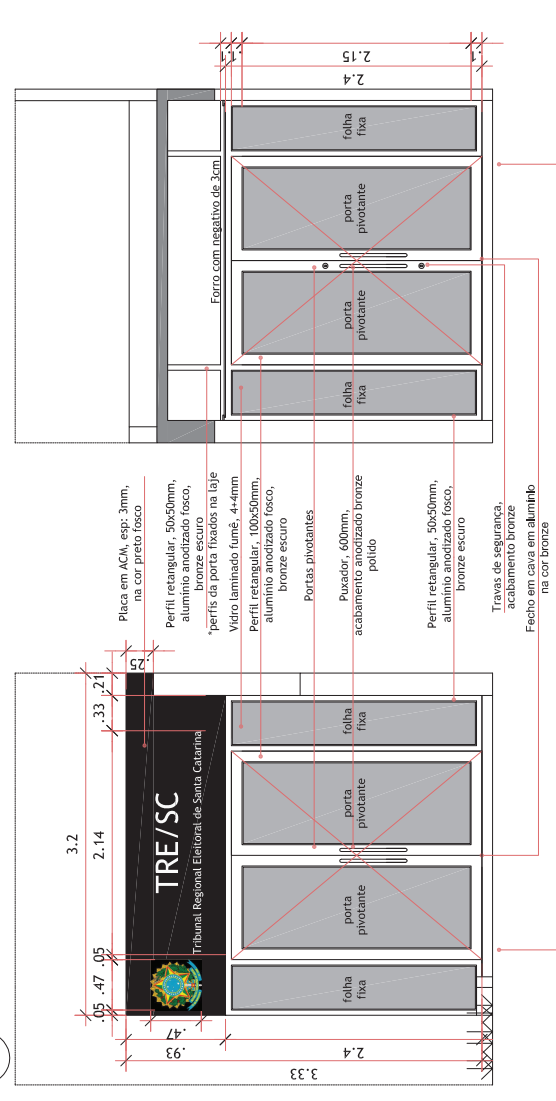 .1
.1
2.15
.1
2.4
folha
fixa
porta
pivotante
porta
pivotante
folha
fixa
Forro com negativo de 3cm
Placa em ACM, esp: 3mm,
na cor preto fosco
Perfil retangular, 50x50mm,
alumínio anodizado fosco,
bronze escuro
*perfis da porta fixados na laje
Vidro laminado fumê, 4+4mm
Perfil retangular, 100x50mm,
alumínio anodizado fosco,
bronze escuro
Portas pivotantes
Puxador, 600mm,
acabamento anodizado bronze
polido
Perfil retangular, 50x50mm,
alumínio anodizado fosco,
bronze escuro
Travas de segurança,
acabamento bronze
Fecho em cava em alumínio
na cor bronze
3.2
.05
.47
.05
2.14
.33
.21
.25
TRE/SC
Tribunal Regional Eleitoral de Santa Catarina
.47
.93
2.4
3.33
folha
fixa
porta
pivotante
porta
pivotante
folha
fixa